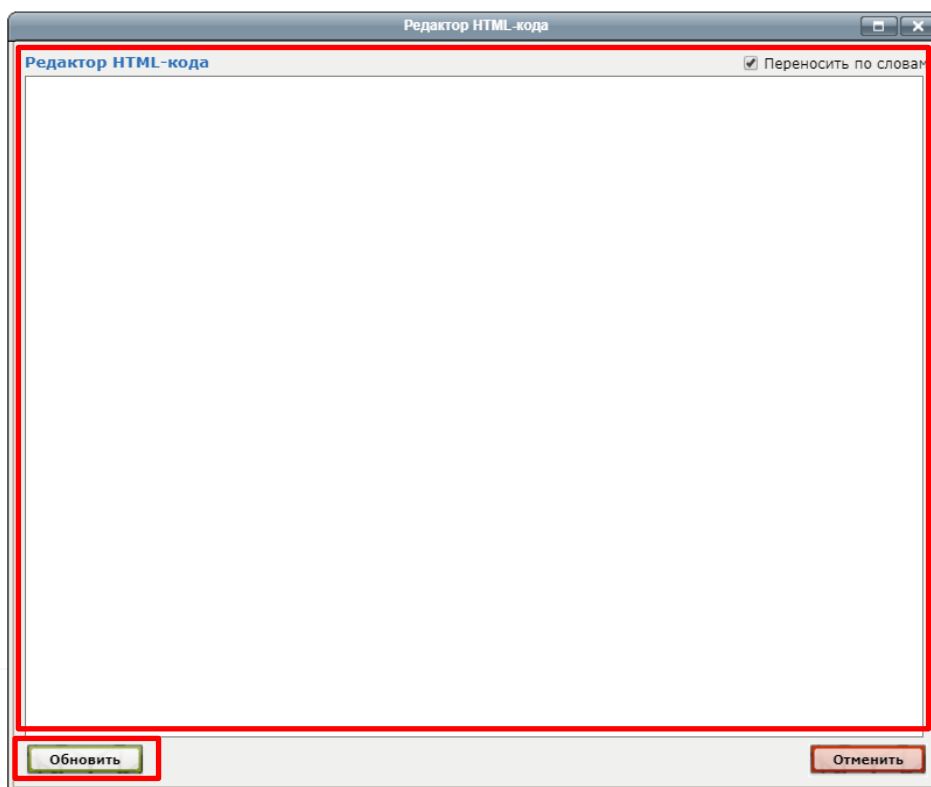 Редактор HTML-кода
Редактор HTML-кода
Переносить по словам
Обновить
Отменить